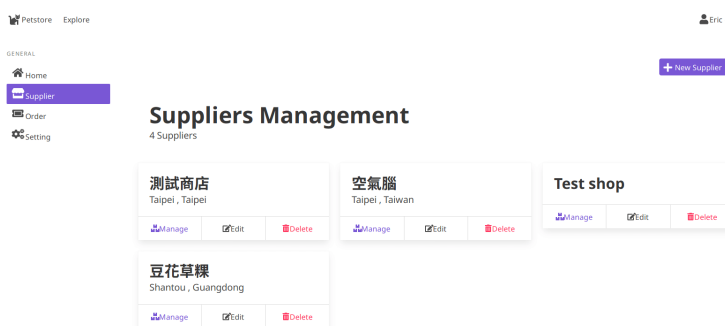 Petstore Explore Eric
GENERAL
Home
Supplier
Order
Setting
New Supplier
Suppliers Management
4 Suppliers
測試商店
Taipei , Taipei
Manage Edit Delete
空氣腦
Taipei , Taiwan
Manage Edit Delete
Test shop
Manage Edit Delete
豆花草粿
Shantou , Guangdong
Manage Edit Delete